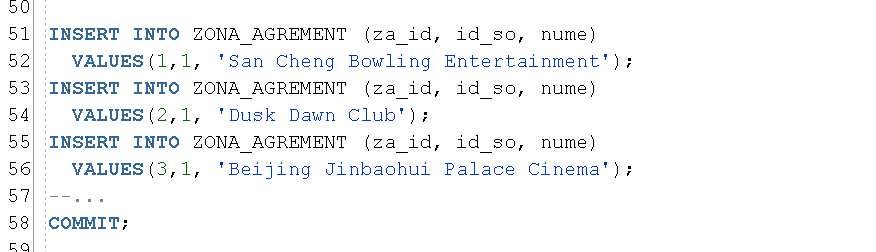 50
51 INSERT INTO ZONA_AGREMENT (za_id, id_so, nume)
52 VALUES(1,1, 'San Cheng Bowling Entertainment');
53 INSERT INTO ZONA_AGREMENT (za_id, id_so, nume)
54 VALUES(2,1, 'Dusk Dawn Club');
55 INSERT INTO ZONA_AGREMENT (za_id, id_so, nume)
56 VALUES(3,1, 'Beijing Jinbaohui Palace Cinema');
57 --...
58 COMMIT;
59